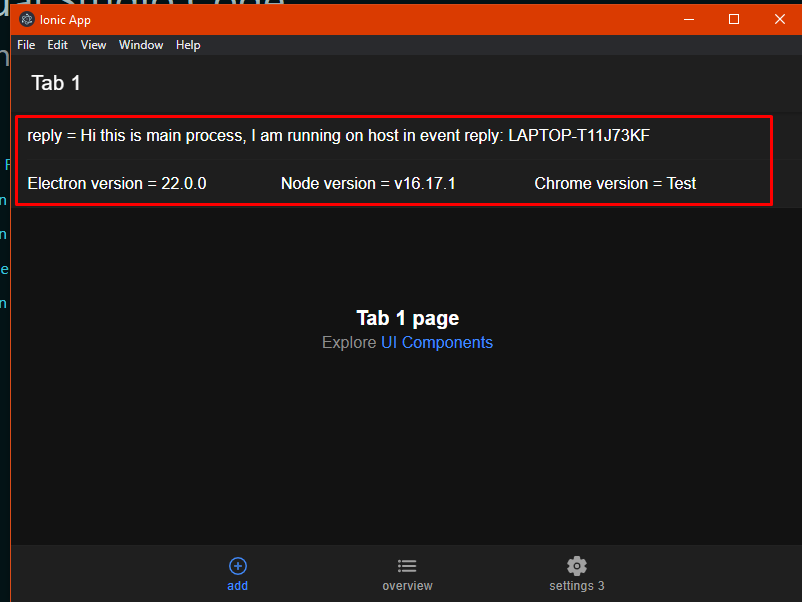 Ionic App
File Edit View Window Help
Tab 1
reply = Hi this is main process, I am running on host in event reply: LAPTOP-T11J73KF
Electron version = 22.0.0 Node version = v16.17.1 Chrome version = Test
Tab 1 page
Explore UI Components
add overview settings 3